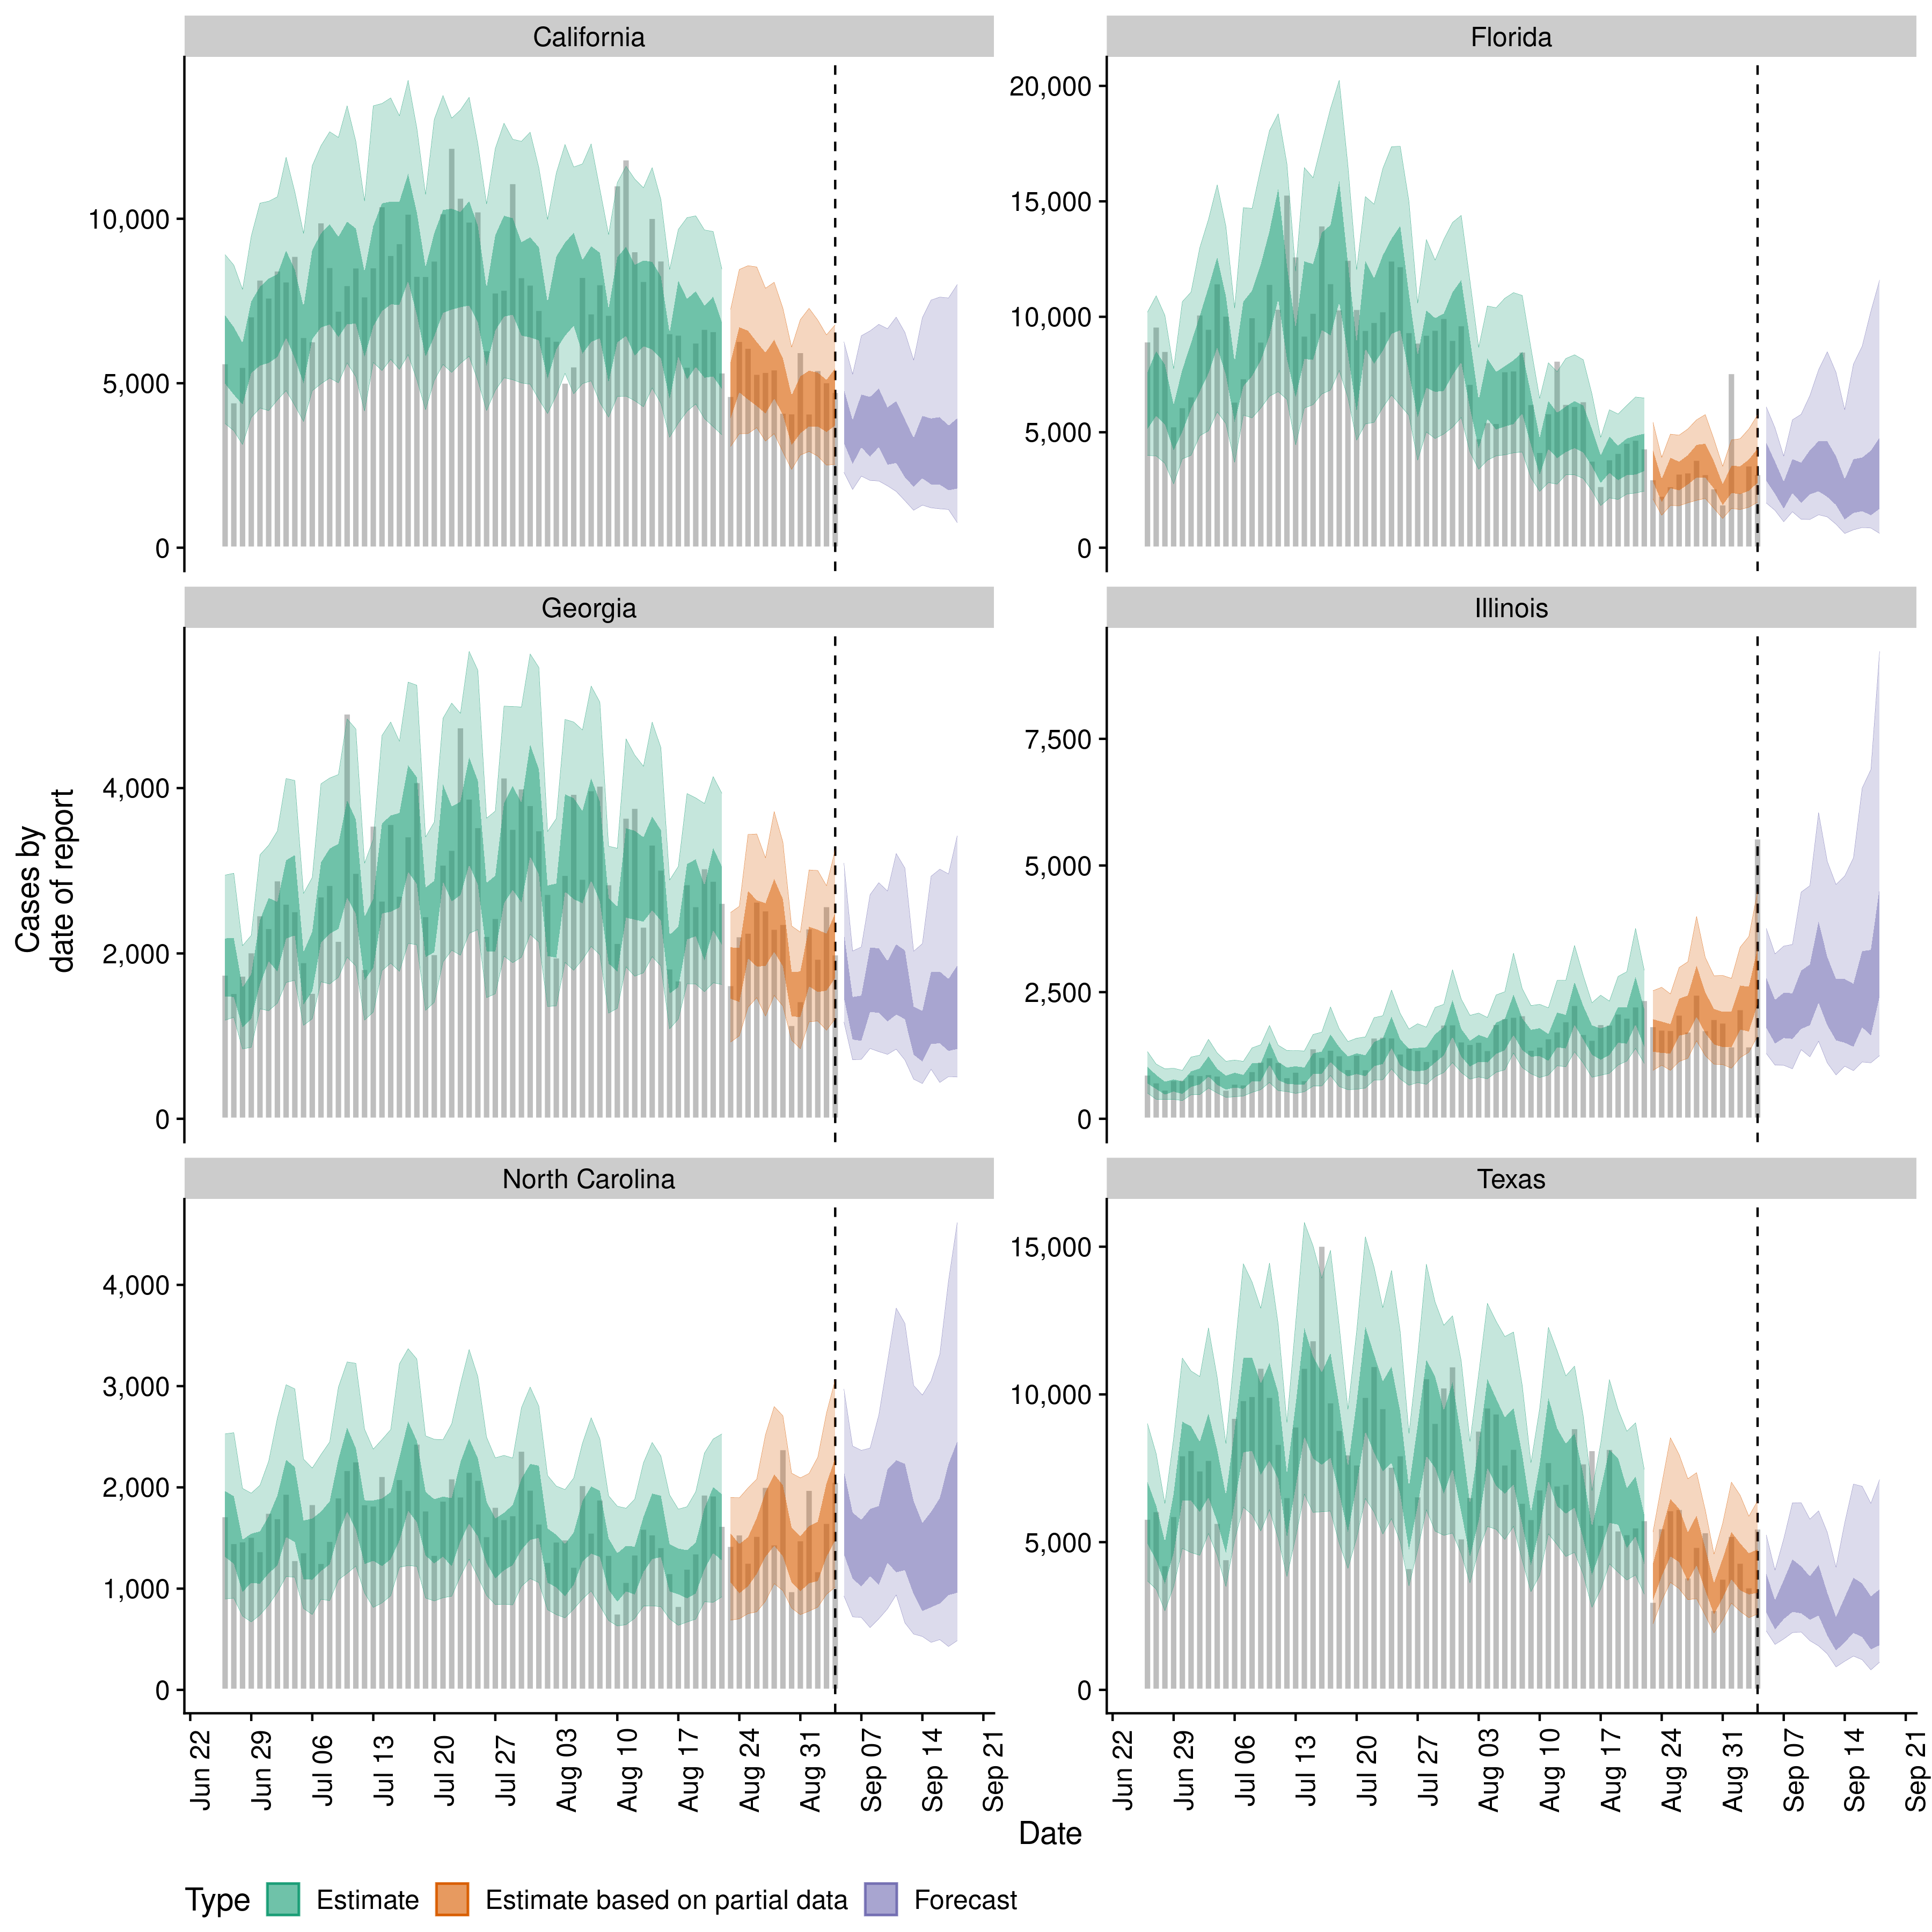 California
Florida
10,000
5,000
0
20,000
15,000
10,000
5,000
0
Georgia
Illinois
4,000
2,000
0
7,500
5,000
2,500
0
Cases by
date of report
North Carolina
Texas
4,000
3,000
2,000
1,000
0
15,000
10,000
5,000
0
Jun 22
Jun 29
Jul 06
Jul 13
Jul 20
Jul 27
Aug 03
Aug 10
Aug 17
Aug 24
Aug 31
Sep 07
Sep 14
Sep 21
Jun 22
Jun 29
Jul 06
Jul 13
Jul 20
Jul 27
Aug 03
Aug 10
Aug 17
Aug 24
Aug 31
Sep 07
Sep 14
Sep 21
Date
Type Estimate Estimate based on partial data Forecast